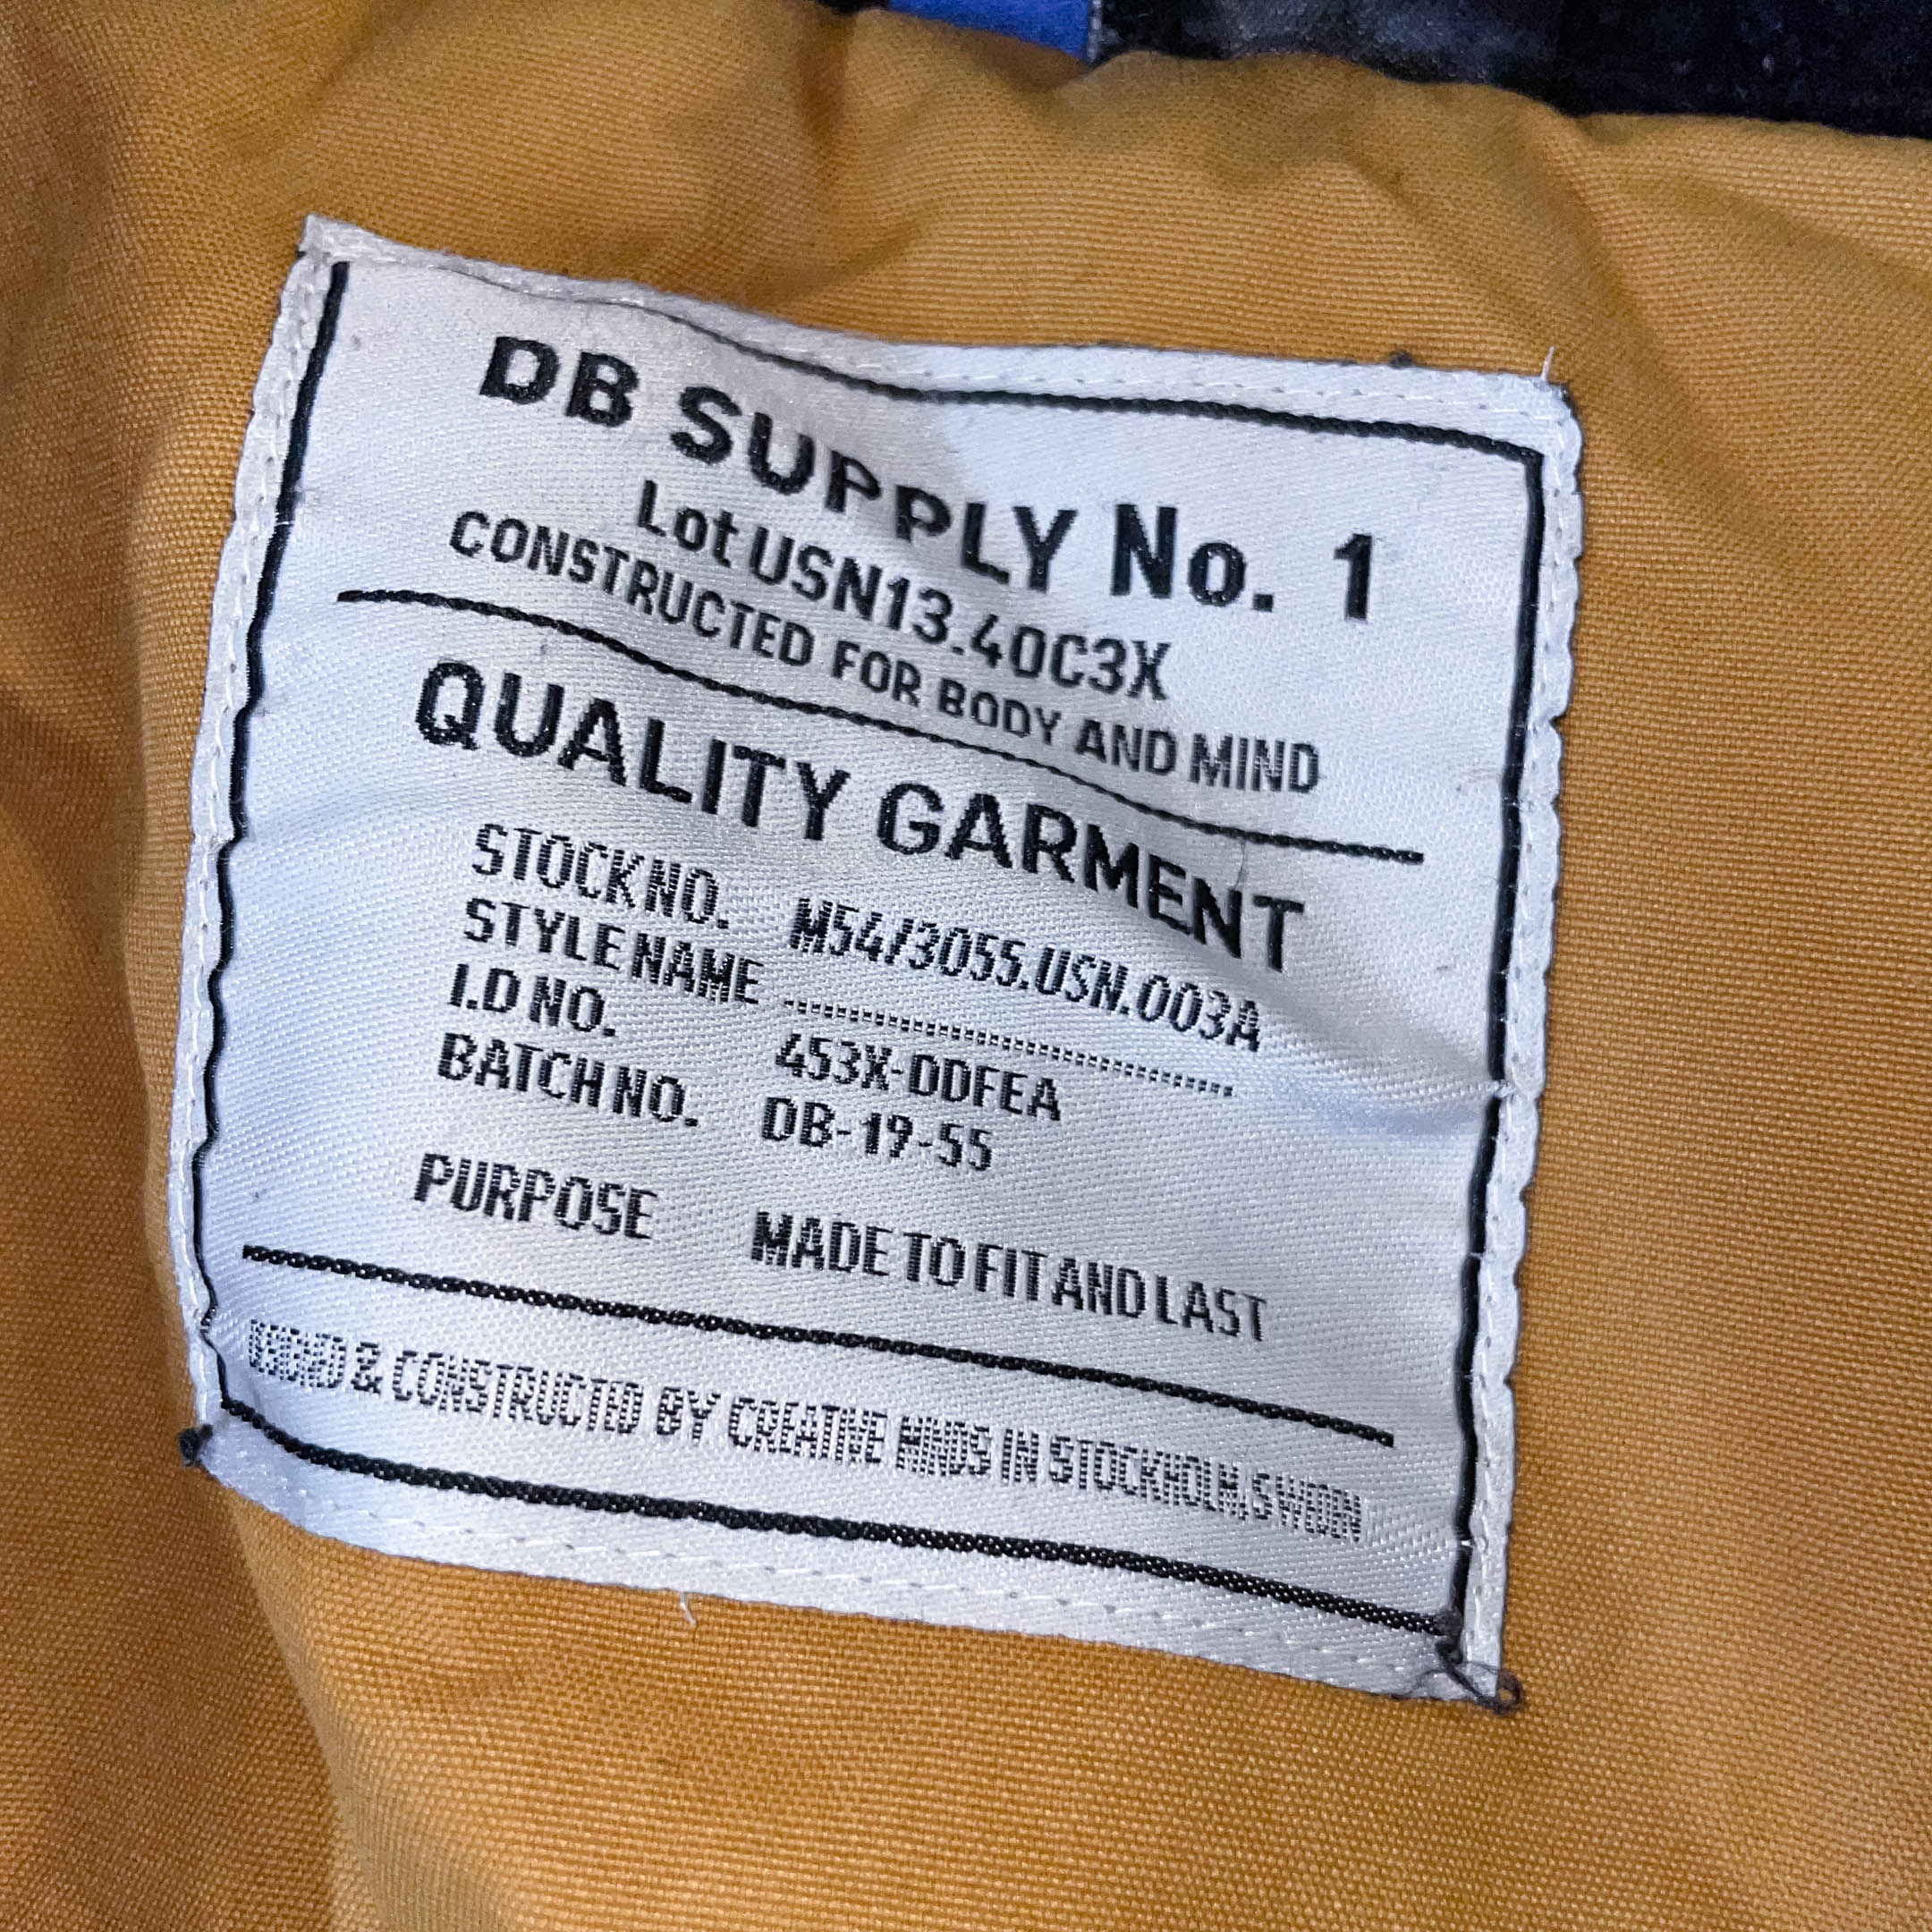 DB SUPPLY No. 1
Lot USN13.40C3X
CONSTRUCTED FOR BODY AND MIND
QUALITY GARMENT
STOCK NO. M54/3055.USN.003A
STYLE NAME ................................
I.D NO. 453X-DDFEA
BATCH NO. DB-19-55
PURPOSE MADE TO FIT AND LAST
DESIGNED & CONSTRUCTED BY CREATIVE MINDS IN STOCKHOLM, SWEDEN